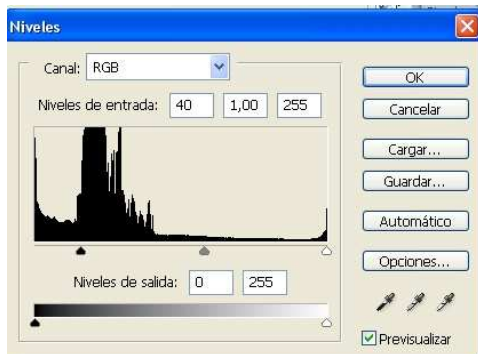 Niveles
Canal: RGB
OK
Niveles de entrada: 40 1,00 255
Cancelar
Cargar...
Guardar...
Automático
Opciones...
Niveles de salida: 0 255
Previsualizar